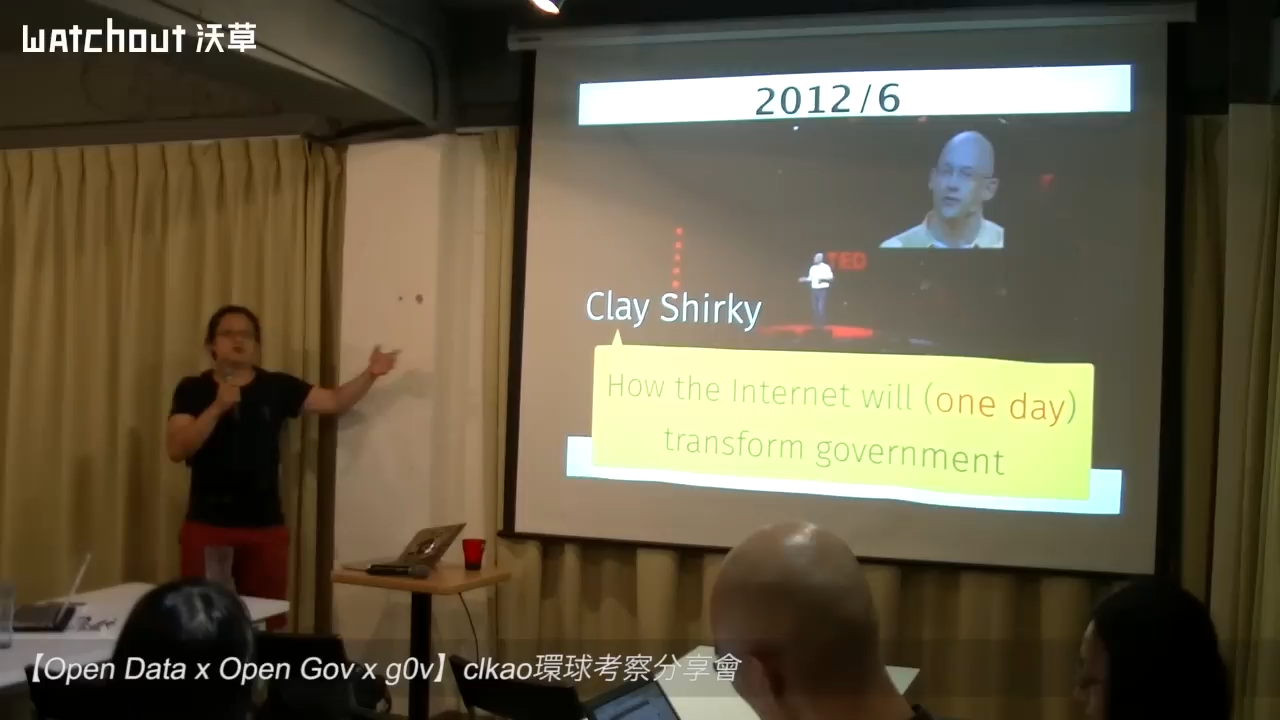 watchout 沃草
2012/6
TED
Clay Shirky
How the Internet will (one day)
transform government
【Open Data x Open Gov x g0v】clkao環球考察分享會